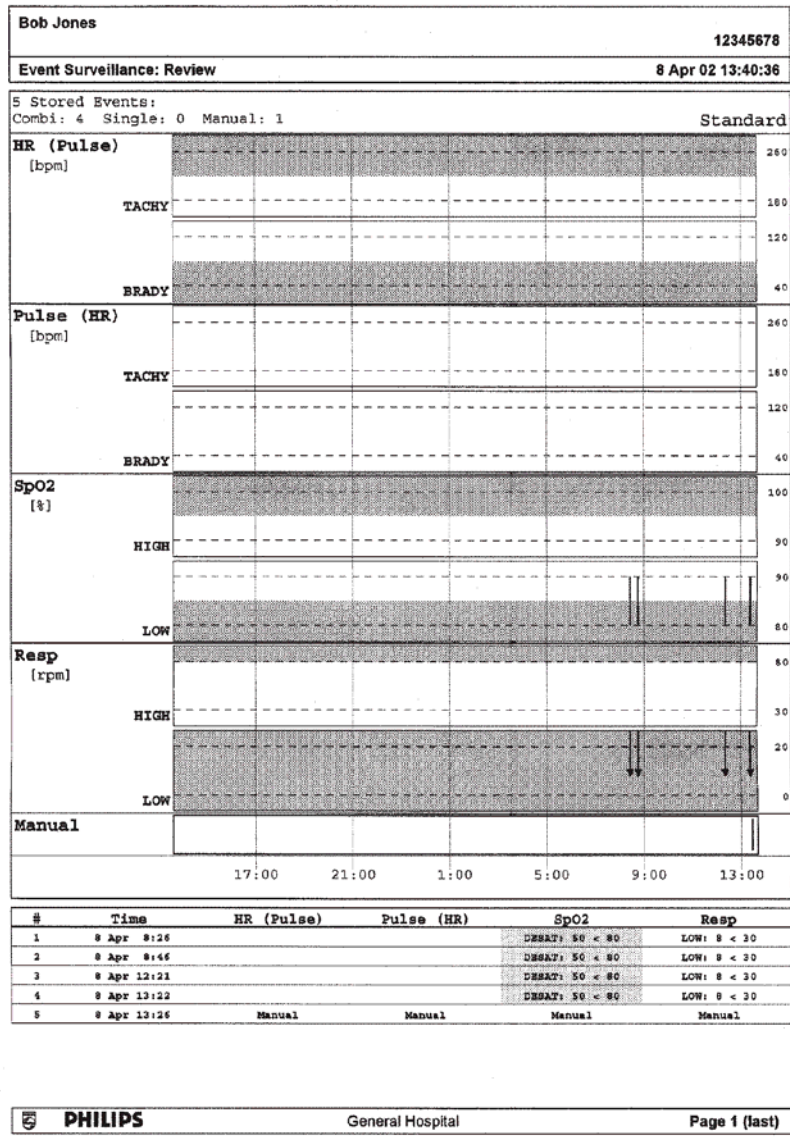 Bob Jones
12345678
Event Surveillance: Review 8 Apr 02 13:40:36
5 Stored Events:
Combi: 4 Single: 0 Manual: 1 Standard
HR (Pulse)
[bpm]
260
TACHY 180
120
BRADY 40
Pulse (HR)
[bpm]
260
TACHY 180
120
BRADY 40
SpO2
[%]
100
HIGH 90
90
LOW 80
Resp
[rpm]
60
HIGH 30
20
LOW 0
Manual
17:00 21:00 1:00 5:00 9:00 13:00
# Time HR (Pulse) Pulse (HR) SpO2 Resp
1 8 Apr 8:26 DESAT: 50 < 80 LOW: 8 < 30
2 8 Apr 8:46 DESAT: 50 < 80 LOW: 8 < 30
3 8 Apr 12:21 DESAT: 50 < 80 LOW: 8 < 30
4 8 Apr 13:22 DESAT: 50 < 80 LOW: 8 < 30
5 8 Apr 13:26 Manual Manual Manual Manual
PHILIPS General Hospital Page 1 (last)